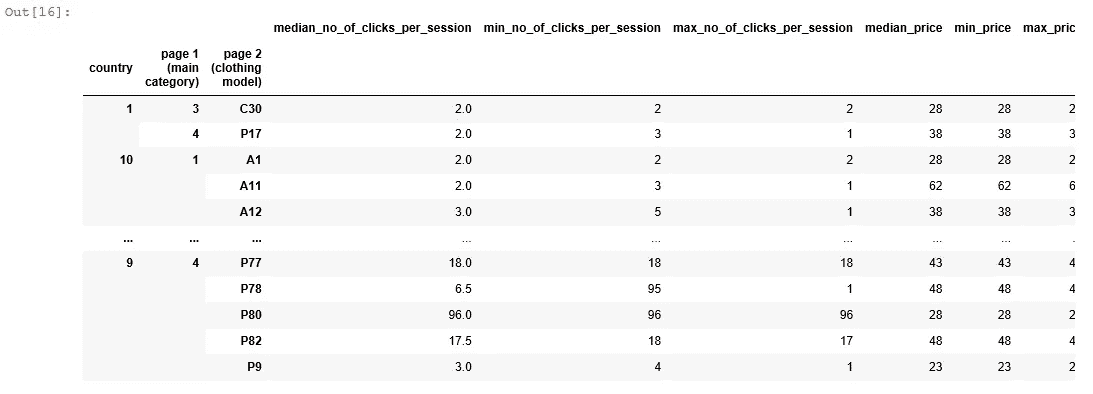 Out[16]:
median_no_of_clicks_per_session min_no_of_clicks_per_session max_no_of_clicks_per_session median_price min_price max_pric
country page 1 (main category) page 2 (clothing model)
1 3 C30 2.0 2 2 28 28 2
4 P17 2.0 3 1 38 38 3
10 1 A1 2.0 2 2 28 28 2
A11 2.0 3 1 62 62 6
A12 3.0 5 1 38 38 3
... ... ... ... ... ... ... ... .
9 4 P77 18.0 18 18 43 43 4
P78 6.5 95 1 48 48 4
P80 96.0 96 96 28 28 2
P82 17.5 18 17 48 48 4
P9 3.0 4 1 23 23 2